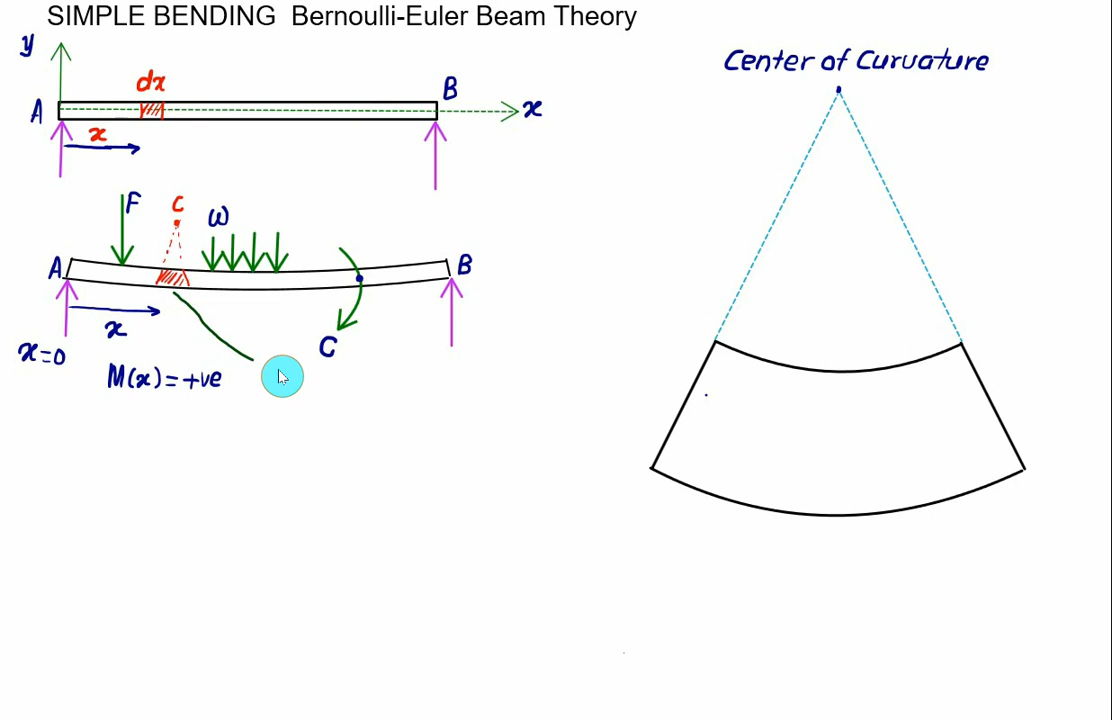 SIMPLE BENDING Bernoulli-Euler Beam Theory
y
Center of Curvature
dx
A
B
x
x
F
c
ω
A
B
x
C
x=0
M(x)=+ve